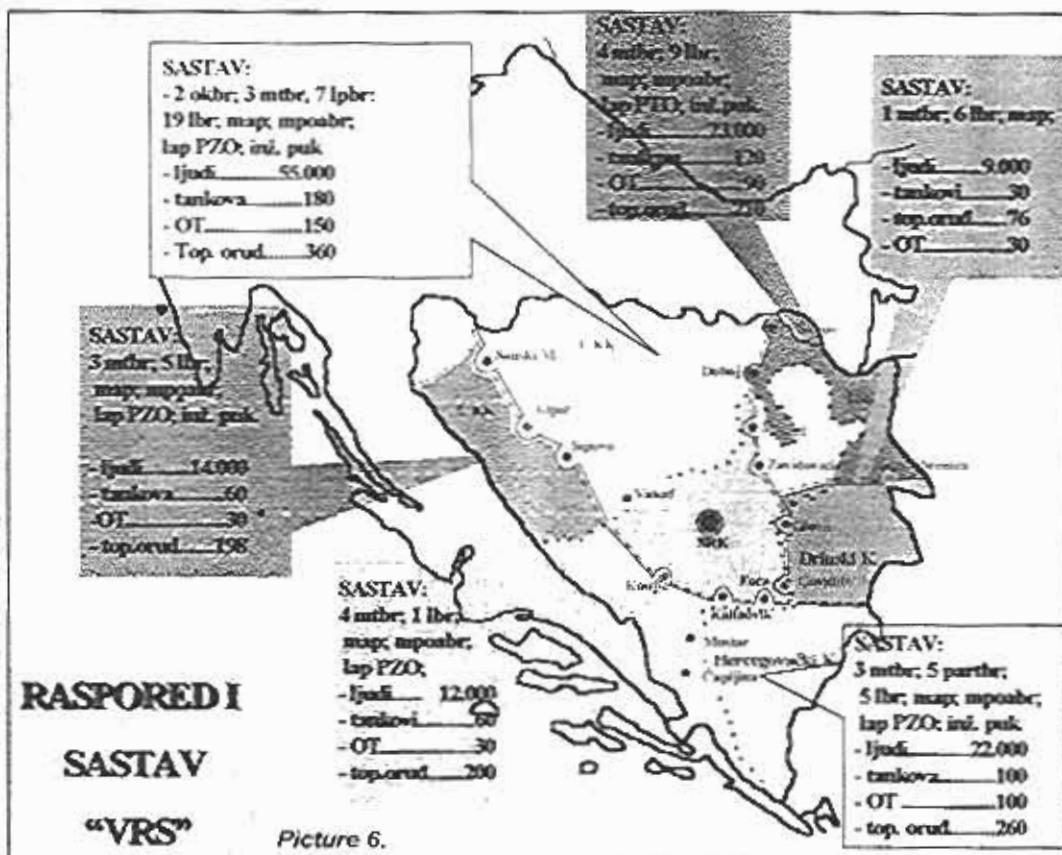 SASTAV:
- 2 okbr; 3 mtbr, 7 lpbr:
19 lbr; map; mpoabr;
lap PZO; inž. puk
- ljudi..........55.000
- tankova........180
- OT..............150
- Top. orud.......360
SASTAV:
4 mtbr; 9 lbr;
map; mpoabr;
lap PTO; inž.puk
- ljudi..........23.000
- tankova........120
- OT..............90
- top.orud
SASTAV:
1 mtbr; 6 lbr, map;
- ljudi............9.000
- tankovi...........30
- top.orud.........76
- OT................30
SASTAV:
3 mtbr; 5 lbr;
map; mpoabr
lap PZO; inž. puk
- ljudi.........14.000
- tankova........60
-OT...............30
- top.orud.......198
SASTAV:
4 mtbr; 1 lbr;
map; mpoabr;
lap PZO;
- ljudi...... 12.000
- tankovi........60
- OT..............30
- top.orud......200
SASTAV:
3 mtbr; 5 partbr;
5 lbr; map; mpoabr;
lap PZO; inž. puk
- ljudi..........22.000
- tankova........100
- OT..............100
- top. orud......260
Sanski M.
KK
Doboj
KK
SRK
Drinski K
Foča
Kalinovik
Mostar
Hercegovački K
Čapljina
RASPORED I
SASTAV
“VRS”
Picture 6.